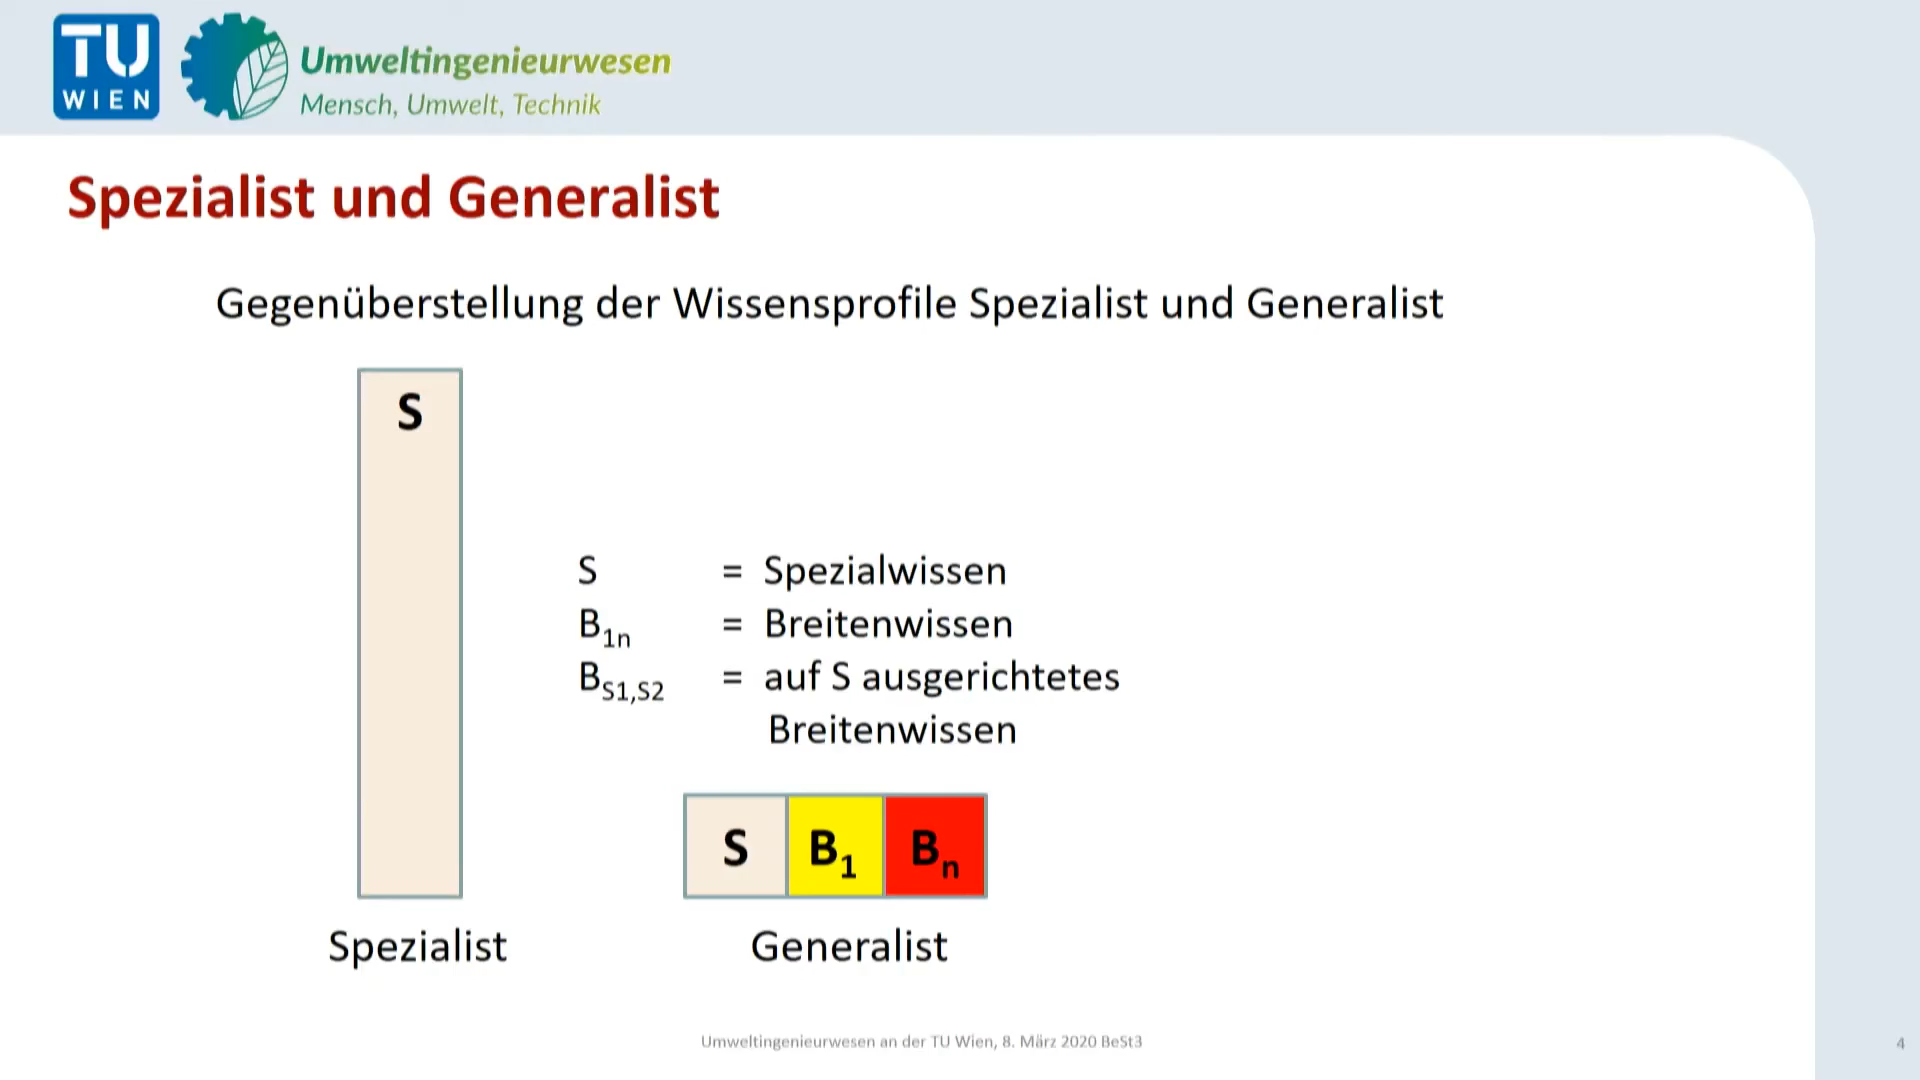 TU
WIEN
Umweltingenieurwesen
Mensch, Umwelt, Technik
Spezialist und Generalist
Gegenüberstellung der Wissensprofile Spezialist und Generalist
S
S = Spezialwissen
B1n = Breitenwissen
BS1,S2 = auf S ausgerichtetes
Breitenwissen
S B1 Bn
Spezialist Generalist
Umweltingenieurwesen an der TU Wien, 8. März 2020 BeSt3
4